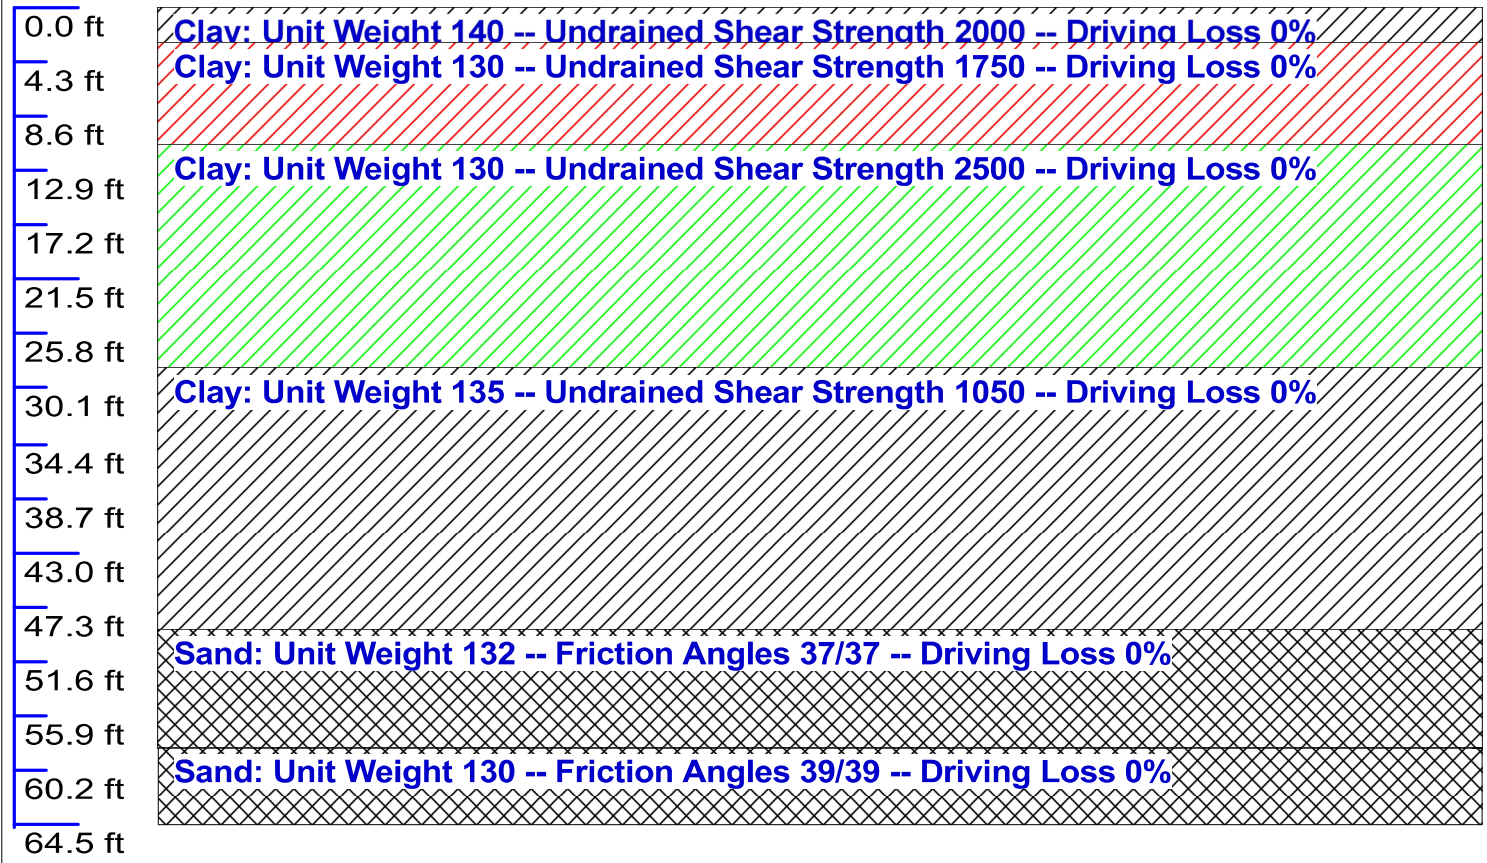 0.0 ft
Clay: Unit Weight 140 -- Undrained Shear Strength 2000 -- Driving Loss 0%
Clay: Unit Weight 130 -- Undrained Shear Strength 1750 -- Driving Loss 0%
4.3 ft
8.6 ft
Clay: Unit Weight 130 -- Undrained Shear Strength 2500 -- Driving Loss 0%
12.9 ft
17.2 ft
21.5 ft
25.8 ft
Clay: Unit Weight 135 -- Undrained Shear Strength 1050 -- Driving Loss 0%
30.1 ft
34.4 ft
38.7 ft
43.0 ft
47.3 ft
Sand: Unit Weight 132 -- Friction Angles 37/37 -- Driving Loss 0%
51.6 ft
55.9 ft
Sand: Unit Weight 130 -- Friction Angles 39/39 -- Driving Loss 0%
60.2 ft
64.5 ft